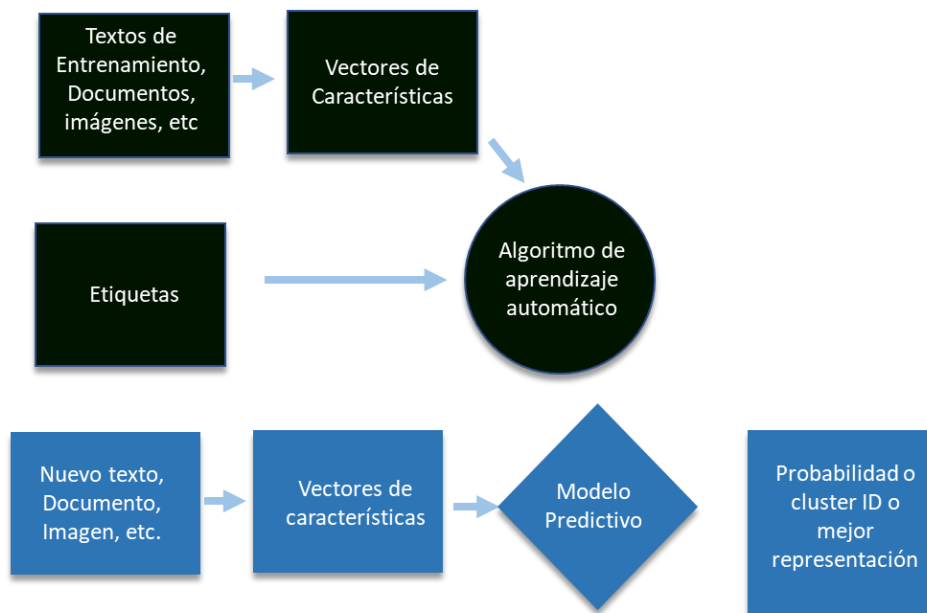 Textos de
Entrenamiento,
Documentos,
imágenes, etc
Vectores de
Características
Etiquetas
Algoritmo de
aprendizaje
automático
Nuevo texto,
Documento,
Imagen, etc.
Vectores de
características
Modelo
Predictivo
Probabilidad o
cluster ID o
mejor
representación